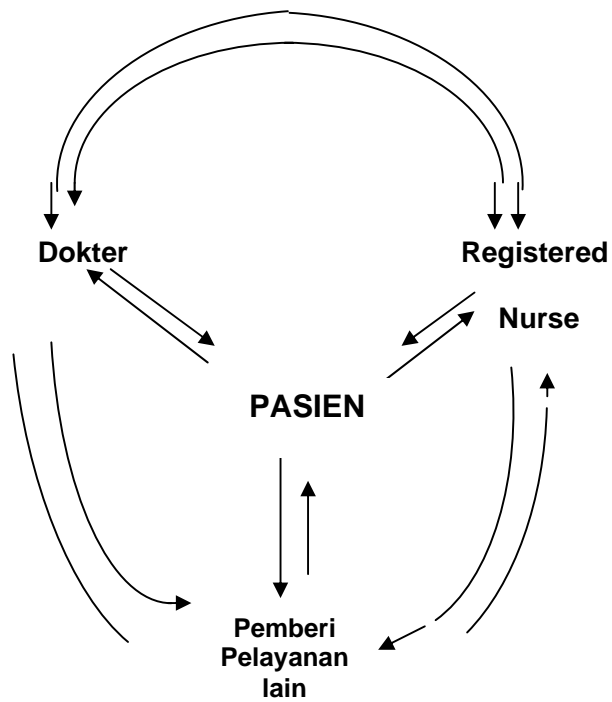 Dokter
Registered
Nurse
PASIEN
Pemberi
Pelayanan
lain